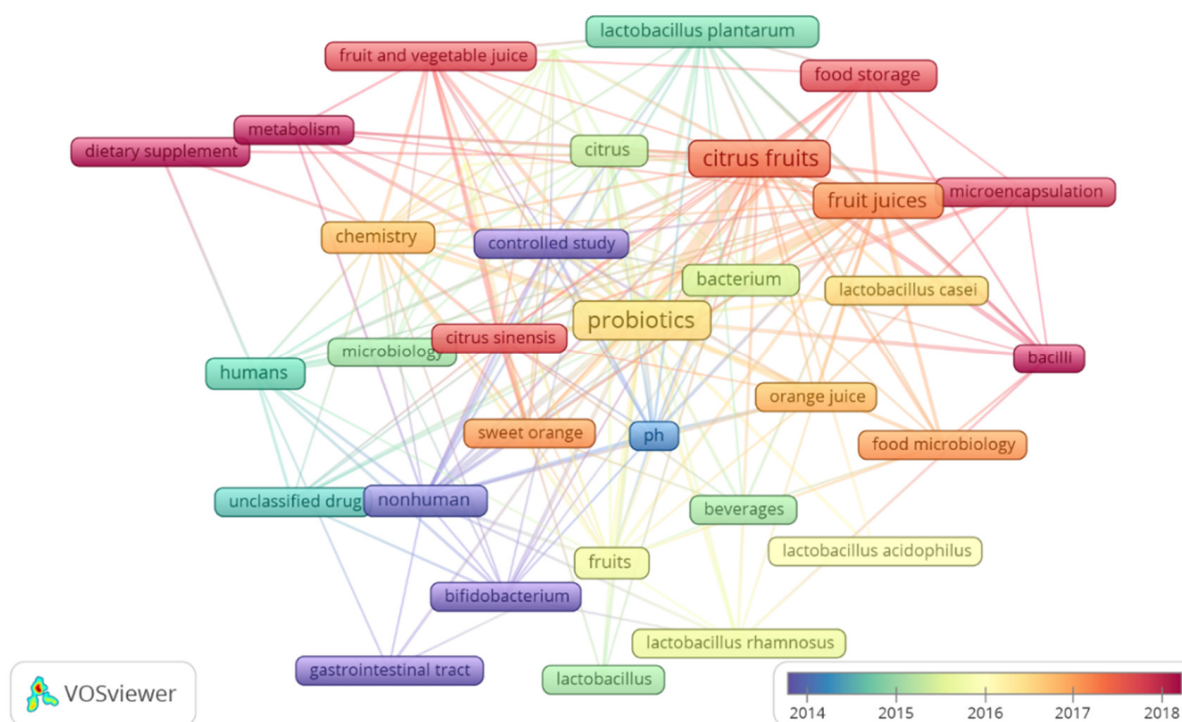 lactobacillus plantarum
fruit and vegetable juice
food storage
metabolism
dietary supplement
citrus
citrus fruits
microencapsulation
fruit juices
chemistry
controlled study
bacterium
lactobacillus casei
probiotics
citrus sinensis
microbiology
bacilli
humans
orange juice
sweet orange
ph
food microbiology
unclassified drug
nonhuman
beverages
lactobacillus acidophilus
fruits
bifidobacterium
lactobacillus rhamnosus
gastrointestinal tract
lactobacillus
VOSviewer
2014 2015 2016 2017 2018